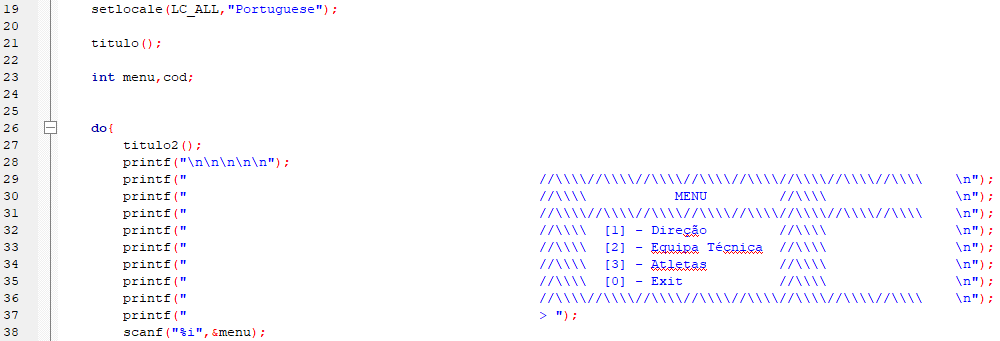 19 setlocale(LC_ALL,"Portuguese");
20
21 titulo();
22
23 int menu,cod;
24
25
26 do{
27 titulo2();
28 printf("\n\n\n\n\n");
29 printf(" //\\\\//\\\\//\\\\//\\\\//\\\\//\\\\//\\\\//\\\\ \n");
30 printf(" //\\\\ MENU //\\\\ \n");
31 printf(" //\\\\//\\\\//\\\\//\\\\//\\\\//\\\\//\\\\//\\\\ \n");
32 printf(" //\\\\ [1] - Direção //\\\\ \n");
33 printf(" //\\\\ [2] - Equipa Técnica //\\\\ \n");
34 printf(" //\\\\ [3] - Atletas //\\\\ \n");
35 printf(" //\\\\ [0] - Exit //\\\\ \n");
36 printf(" //\\\\//\\\\//\\\\//\\\\//\\\\//\\\\//\\\\//\\\\ \n");
37 printf(" > ");
38 scanf("%i",&menu);